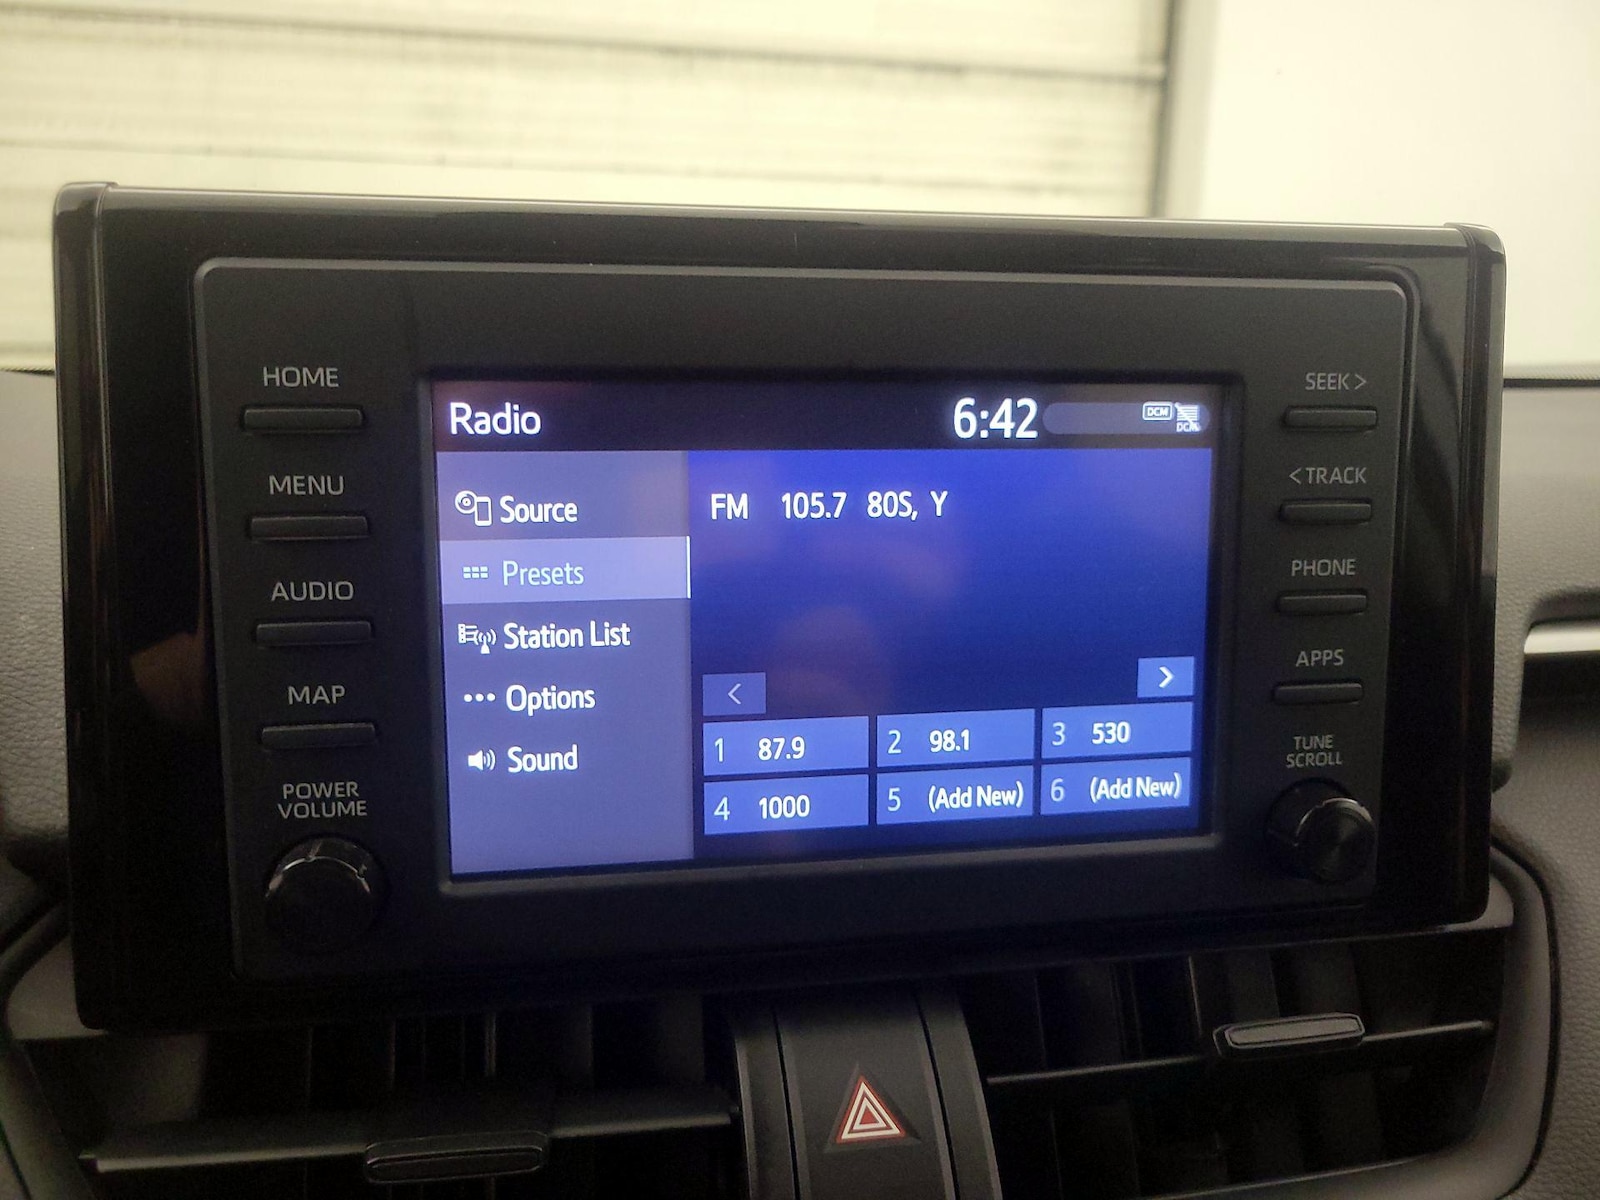 HOME
MENU
AUDIO
MAP
POWER
VOLUME
Radio
6:42
DCM
DCM
Source
Presets
Station List
Options
Sound
FM 105.7 80S, Y
<
>
1 87.9
2 98.1
3 530
4 1000
5 (Add New)
6 (Add New)
SEEK >
< TRACK
PHONE
APPS
TUNE
SCROLL